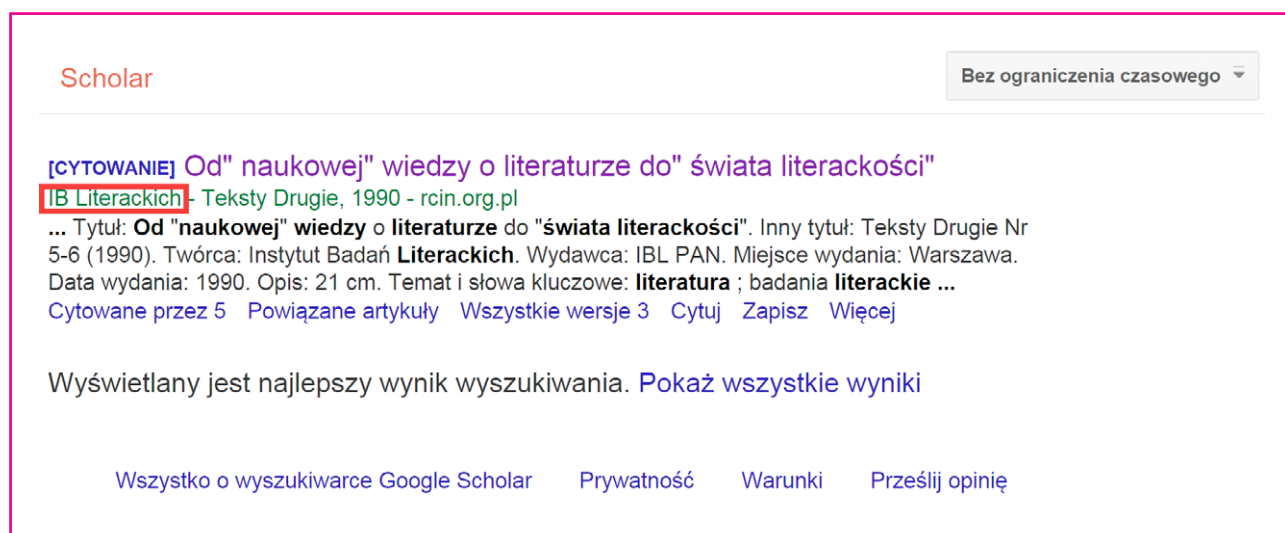 Scholar
Bez ograniczenia czasowego
[CYTOWANIE] Od" naukowej" wiedzy o literaturze do" świata literackości"
IB Literackich - Teksty Drugie, 1990 - rcin.org.pl
... Tytuł: Od "naukowej" wiedzy o literaturze do "świata literackości". Inny tytuł: Teksty Drugie Nr
5-6 (1990). Twórca: Instytut Badań Literackich. Wydawca: IBL PAN. Miejsce wydania: Warszawa.
Data wydania: 1990. Opis: 21 cm. Temat i słowa kluczowe: literatura ; badania literackie ...
Cytowane przez 5 Powiązane artykuły Wszystkie wersje 3 Cytuj Zapisz Więcej
Wyświetlany jest najlepszy wynik wyszukiwania. Pokaż wszystkie wyniki
Wszystko o wyszukiwarce Google Scholar Prywatność Warunki Prześlij opinię